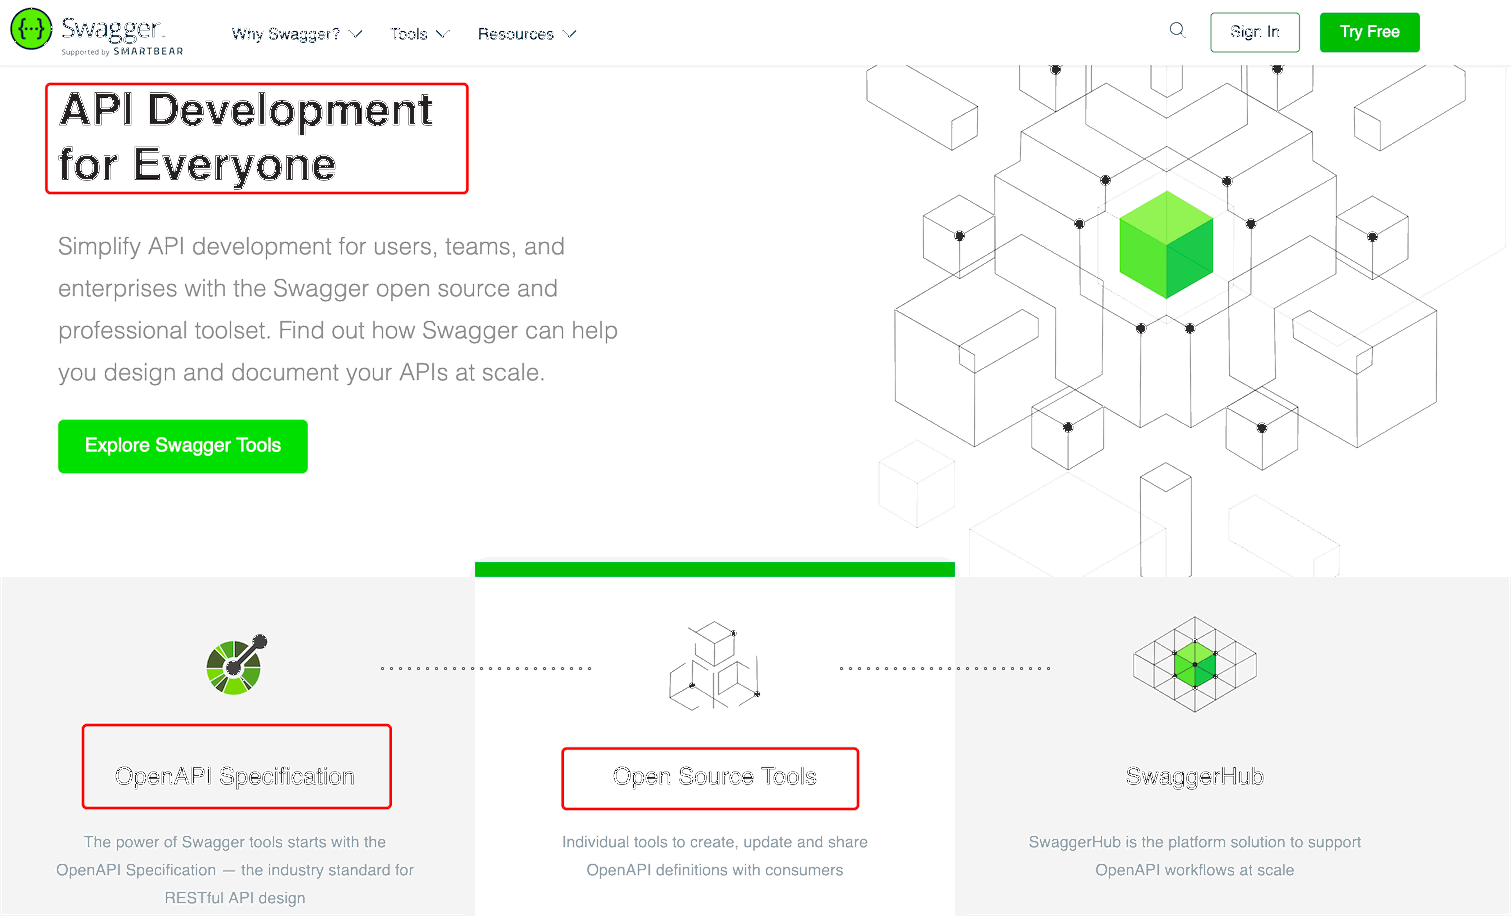 Swagger.
Supported by SMARTBEAR
Why Swagger?
Tools
Resources
Sign In
Try Free
API Development
for Everyone
Simplify API development for users, teams, and
enterprises with the Swagger open source and
professional toolset. Find out how Swagger can help
you design and document your APIs at scale.
Explore Swagger Tools
OpenAPI Specification
The power of Swagger tools starts with the
OpenAPI Specification — the industry standard for
RESTful API design
Open Source Tools
Individual tools to create, update and share
OpenAPI definitions with consumers
SwaggerHub
SwaggerHub is the platform solution to support
OpenAPI workflows at scale